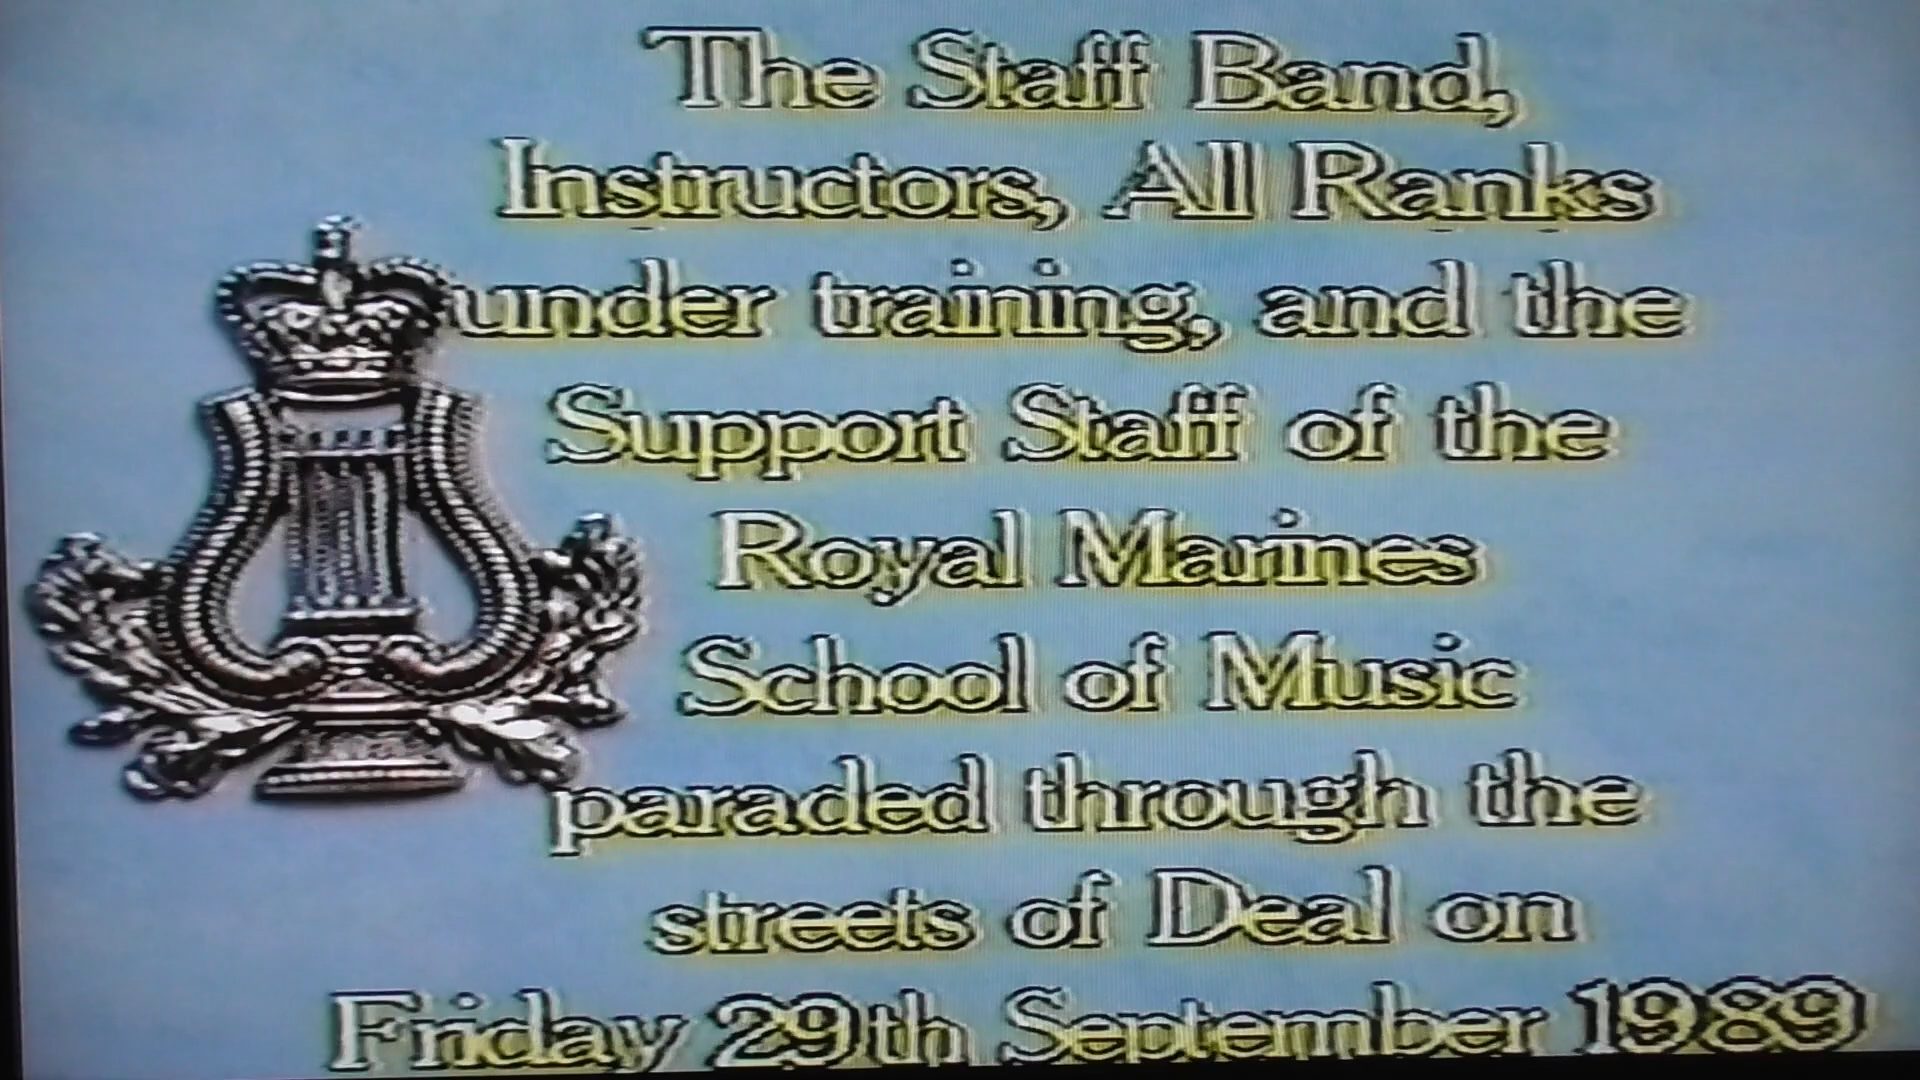 The Staff Band,
Instructors, All Ranks
under training, and the
Support Staff of the
Royal Marines
School of Music
paraded through the
streets of Deal on
Friday 29th September 1989